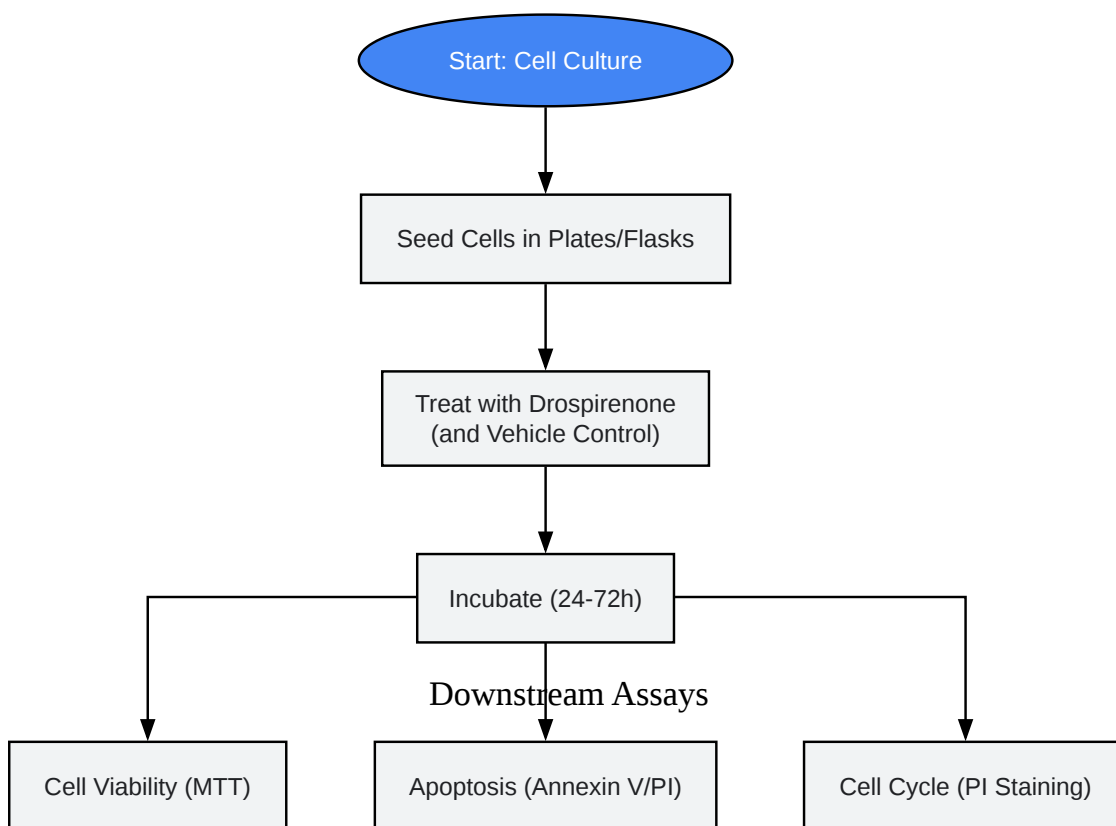 Start: Cell Culture
Seed Cells in Plates/Flasks
Treat with Drospirenone
(and Vehicle Control)
Incubate (24-72h)
Downstream Assays
Cell Viability (MTT)
Apoptosis (Annexin V/PI)
Cell Cycle (PI Staining)